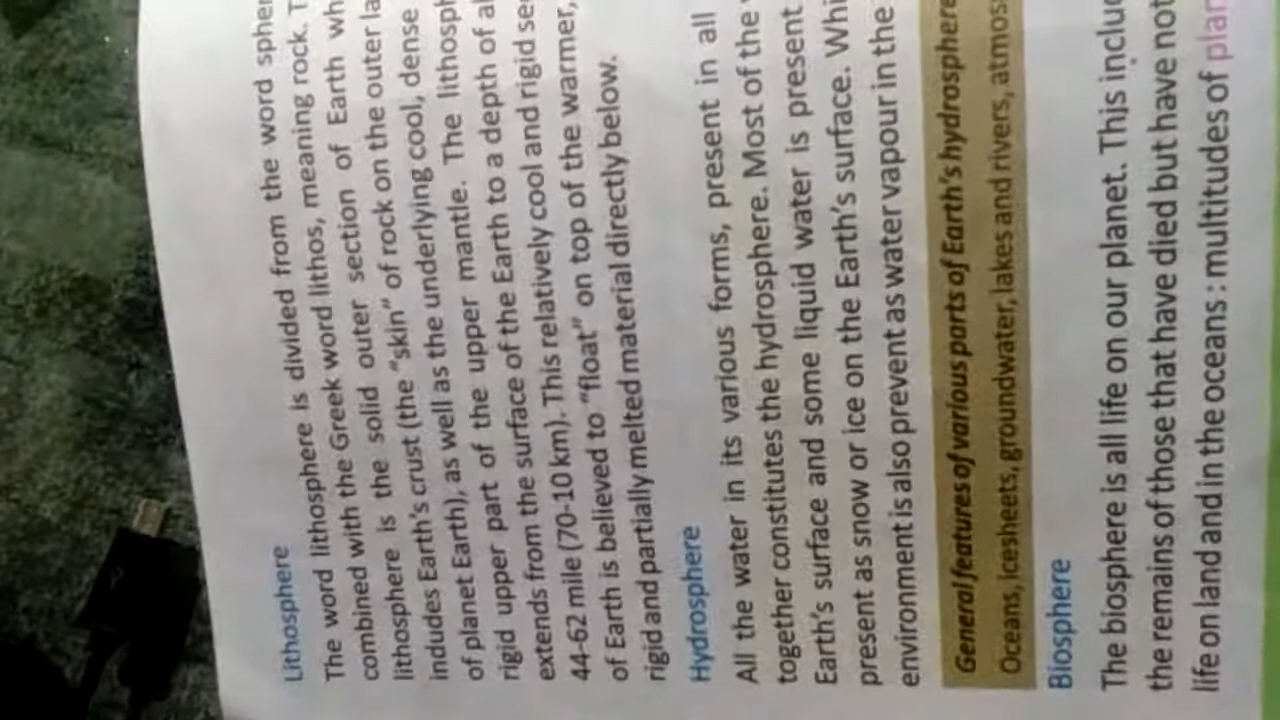 Lithosphere
The word lithosphere is divided from the word spher
combined with the Greek word lithos, meaning rock. T
lithosphere is the solid outer section of Earth wh
indudes Earth's crust (the "skin" of rock on the outer la
of planet Earth), as well as the underlying cool, dense
rigid upper part of the upper mantle. The lithosph
extends from the surface of the Earth to a depth of a
44-62 mile (70-10 km). This relatively cool and rigid se
of Earth is believed to "float" on top of the warmer,
rigid and partially melted material directly below.
Hydrosphere
All the water in its various forms, present in all
together constitutes the hydrosphere. Most of the
Earth's surface and some liquid water is present
present as snow or ice on the Earth's surface. Whi
environment is also prevent as water vapour in the
General features of various parts of Earth's hydrosphere
Oceans, icesheets, groundwater, lakes and rivers, atmos
Biosphere
The biosphere is all life on our planet. This includ
the remains of those that have died but have not
life on land and in the oceans : multitudes of plan